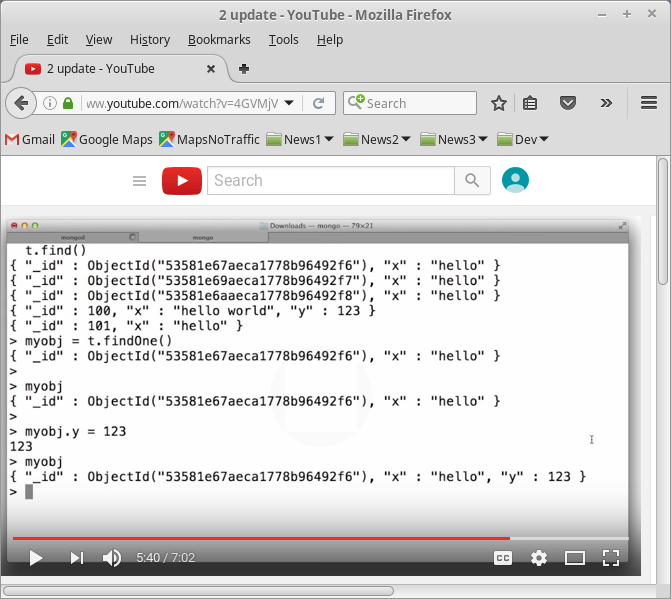 2 update - YouTube - Mozilla Firefox
File Edit View History Bookmarks Tools Help
2 update - YouTube
ww.youtube.com/watch?v=4GVMjV Search
Gmail Google Maps MapsNoTraffic News1 News2 News3 Dev
Search
Downloads — mongo — 79×21
mongod mongo
t.find()
{ "_id" : ObjectId("53581e67aeca1778b96492f6"), "x" : "hello" }
{ "_id" : ObjectId("53581e69aeca1778b96492f7"), "x" : "hello" }
{ "_id" : ObjectId("53581e6aaeca1778b96492f8"), "x" : "hello" }
{ "_id" : 100, "x" : "hello world", "y" : 123 }
{ "_id" : 101, "x" : "hello" }
> myobj = t.findOne()
{ "_id" : ObjectId("53581e67aeca1778b96492f6"), "x" : "hello" }
>
> myobj
{ "_id" : ObjectId("53581e67aeca1778b96492f6"), "x" : "hello" }
>
> myobj.y = 123
123
> myobj
{ "_id" : ObjectId("53581e67aeca1778b96492f6"), "x" : "hello", "y" : 123 }
>
5:40 / 7:02 CC